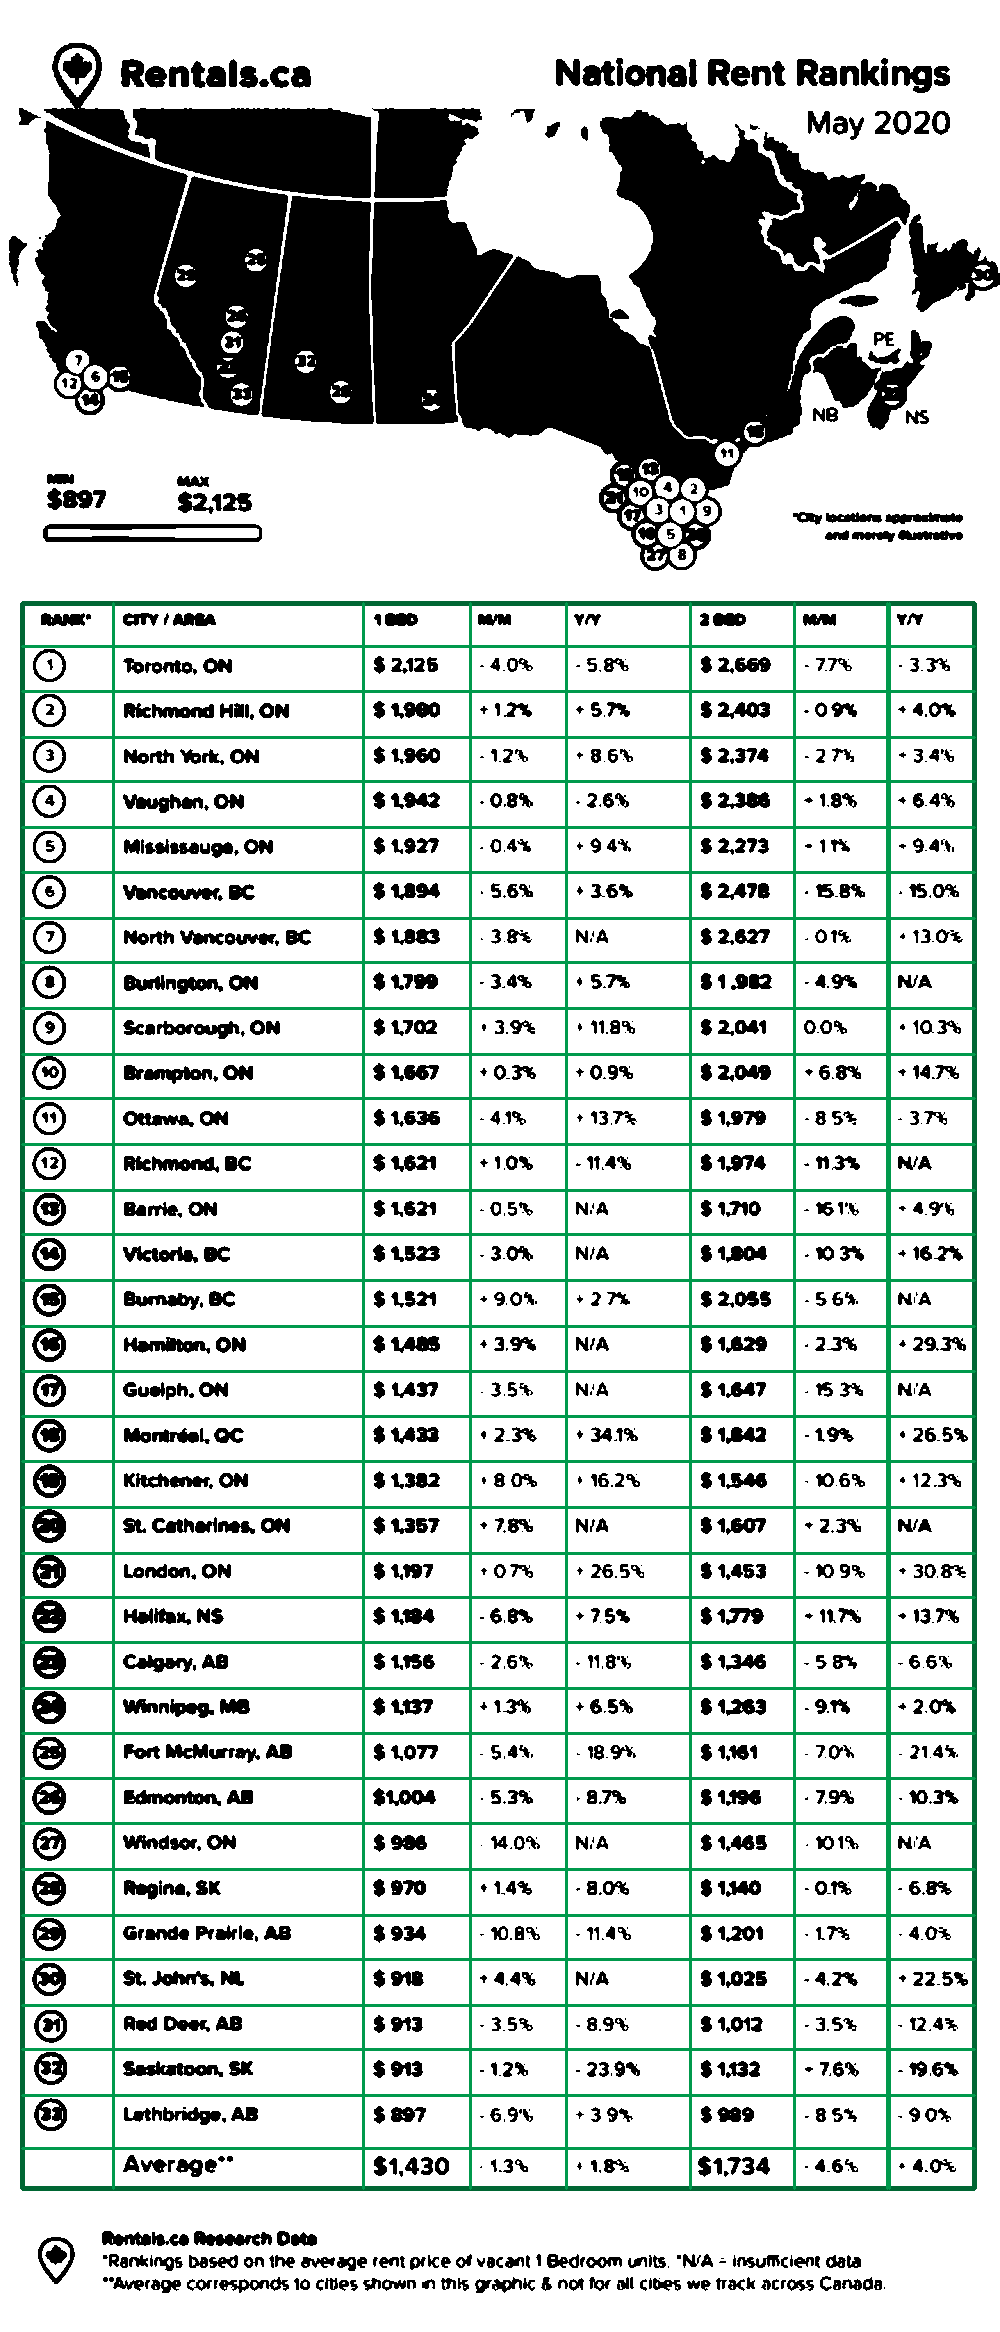 Rentals.ca
National Rent Rankings
May 2020
PE
NB
NS
MIN MAX
$897 $2,125
*City locations approximate
and merely illustrative
RANK* CITY / AREA 1 BED M/M Y/Y 2 BED M/M Y/Y
1 Toronto, ON $ 2,125 - 4.0% - 5.8% $ 2,669 - 7.7% - 3.3%
2 Richmond Hill, ON $ 1,980 + 1.2% + 5.7% $ 2,403 - 0.9% + 4.0%
3 North York, ON $ 1,960 - 1.2% + 8.6% $ 2,374 - 2.7% + 3.4%
4 Vaughan, ON $ 1,942 - 0.8% - 2.6% $ 2,386 + 1.8% + 6.4%
5 Mississauga, ON $ 1,927 - 0.4% + 9.4% $ 2,273 + 1.1% + 9.4%
6 Vancouver, BC $ 1,894 - 5.6% + 3.6% $ 2,478 - 15.8% - 15.0%
7 North Vancouver, BC $ 1,883 - 3.8% N/A $ 2,627 - 0.1% + 13.0%
8 Burlington, ON $ 1,799 - 3.4% + 5.7% $ 1.982 - 4.9% N/A
9 Scarborough, ON $ 1,702 + 3.9% + 11.8% $ 2,041 0.0% + 10.3%
10 Brampton, ON $ 1,667 + 0.3% + 0.9% $ 2,049 + 6.8% + 14.7%
11 Ottawa, ON $ 1,636 - 4.1% + 13.7% $ 1,979 - 8.5% - 3.7%
12 Richmond, BC $ 1,621 + 1.0% - 11.4% $ 1,974 - 11.3% N/A
13 Barrie, ON $ 1,621 - 0.5% N/A $ 1,710 - 16.1% + 4.9%
14 Victoria, BC $ 1,523 - 3.0% N/A $ 1,804 - 10.3% + 16.2%
15 Burnaby, BC $ 1,521 + 9.0% + 2.7% $ 2,055 - 5.6% N/A
16 Hamilton, ON $ 1,485 + 3.9% N/A $ 1,629 - 2.3% + 29.3%
17 Guelph, ON $ 1,437 - 3.5% N/A $ 1,647 - 15.3% N/A
18 Montréal, QC $ 1,433 + 2.3% + 34.1% $ 1,842 - 1.9% + 26.5%
19 Kitchener, ON $ 1,382 + 8.0% + 16.2% $ 1,546 - 10.6% + 12.3%
20 St. Catharines, ON $ 1,357 + 7.8% N/A $ 1,607 + 2.3% N/A
21 London, ON $ 1,197 + 0.7% + 26.5% $ 1,453 - 10.9% + 30.8%
22 Halifax, NS $ 1,184 - 6.8% + 7.5% $ 1,779 + 11.7% + 13.7%
23 Calgary, AB $ 1,156 - 2.6% - 11.8% $ 1,346 - 5.8% - 6.6%
24 Winnipeg, MB $ 1,137 + 1.3% + 6.5% $ 1,263 - 9.1% + 2.0%
25 Fort McMurray, AB $ 1,077 - 5.4% - 18.9% $ 1,161 - 7.0% - 21.4%
26 Edmonton, AB $1,004 - 5.3% - 8.7% $ 1,196 - 7.9% - 10.3%
27 Windsor, ON $ 986 - 14.0% N/A $ 1,465 - 10.1% N/A
28 Regina, SK $ 970 + 1.4% - 8.0% $ 1,140 - 0.1% - 6.8%
29 Grande Prairie, AB $ 934 - 10.8% - 11.4% $ 1,201 - 1.7% - 4.0%
30 St. John's, NL $ 918 + 4.4% N/A $ 1,025 - 4.2% + 22.5%
31 Red Deer, AB $ 913 - 3.5% - 8.9% $ 1,012 - 3.5% - 12.4%
32 Saskatoon, SK $ 913 - 1.2% - 23.9% $ 1,132 + 7.6% - 19.6%
33 Lethbridge, AB $ 897 - 6.9% + 3.9% $ 989 - 8.5% - 9.0%
Average** $1,430 - 1.3% + 1.8% $1,734 - 4.6% + 4.0%
Rentals.ca Research Data
*Rankings based on the average rent price of vacant 1 Bedroom units. *N/A = insufficient data
**Average corresponds to cities shown in this graphic & not for all cities we track across Canada.